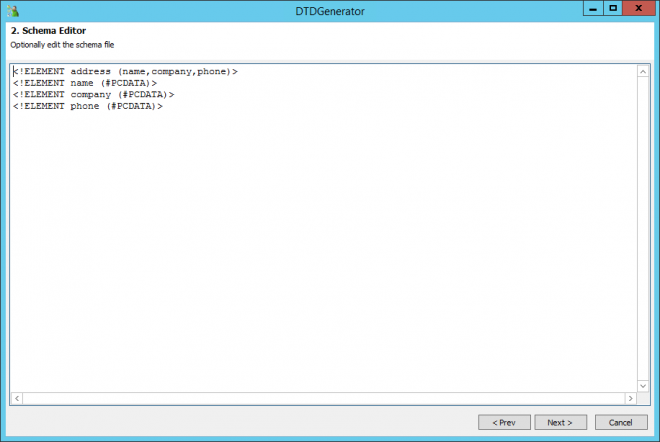 DTDGenerator
2. Schema Editor
Optionally edit the schema file
<!ELEMENT address (name,company,phone)>
<!ELEMENT name (#PCDATA)>
<!ELEMENT company (#PCDATA)>
<!ELEMENT phone (#PCDATA)>
< Prev Next > Cancel